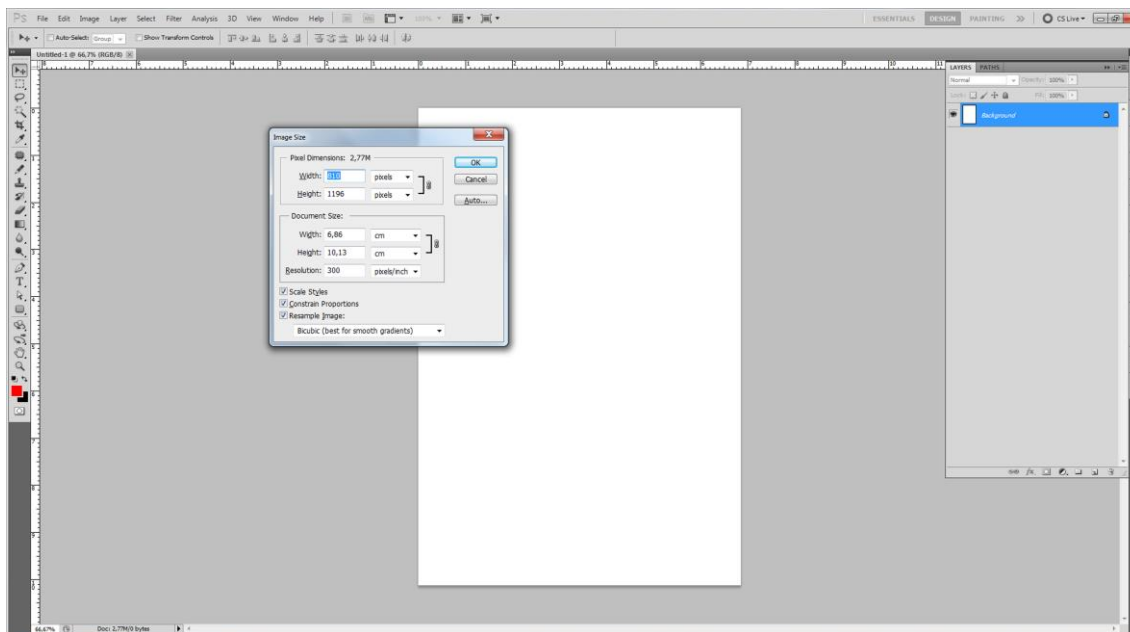 PS File Edit Image Layer Select Filter Analysis 3D View Window Help ESSENTIALS DESIGN PAINTING CS Live
Auto-Select: Group Show Transform Controls
Untitled-1 @ 66,7% (RGB/8)
LAYERS PATHS
Normal Opacity: 100%
Fill: 100%
Background
Image Size
Pixel Dimensions: 2,77M
Width: 810 pixels
Height: 1196 pixels
OK
Cancel
Auto...
Document Size:
Width: 6,86 cm
Height: 10,13 cm
Resolution: 300 pixels/inch
Scale Styles
Constrain Proportions
Resample Image:
Bicubic (best for smooth gradients)
66,67% Doc: 2,77M/0 bytes